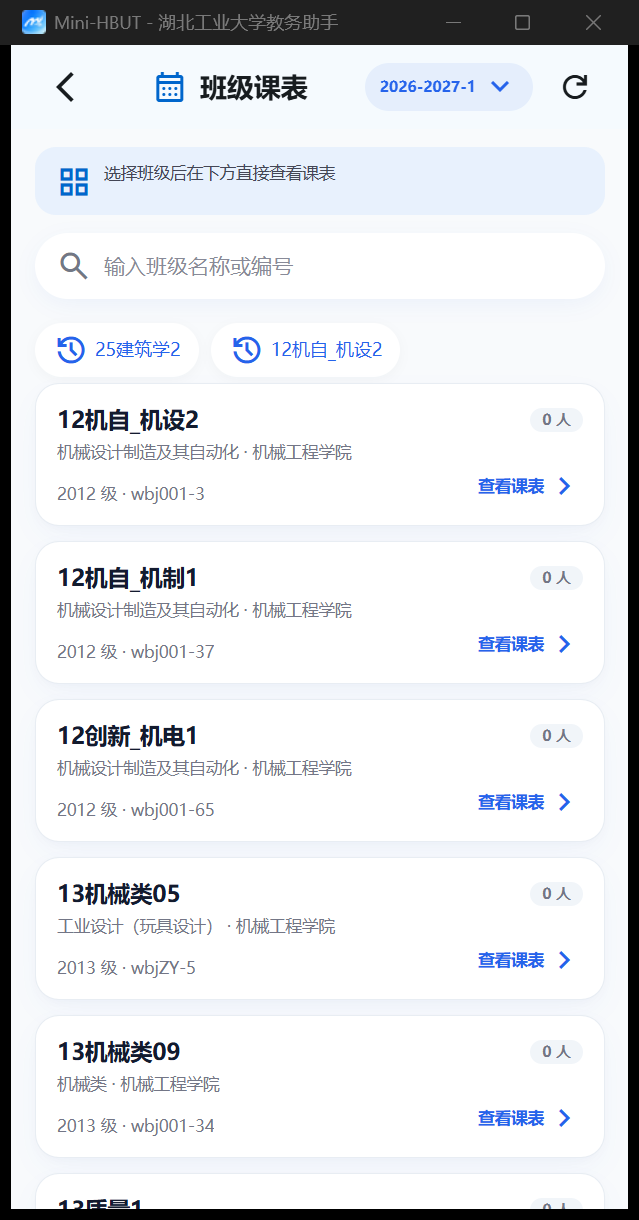 Mini-HBUT - 湖北工业大学教务助手
班级课表
2026-2027-1
选择班级后在下方直接查看课表
输入班级名称或编号
25建筑学2
12机自_机设2
12机自_机设2
0 人
机械设计制造及其自动化 · 机械工程学院
2012 级 · wbj001-3
查看课表
12机自_机制1
0 人
机械设计制造及其自动化 · 机械工程学院
2012 级 · wbj001-37
查看课表
12创新_机电1
0 人
机械设计制造及其自动化 · 机械工程学院
2012 级 · wbj001-65
查看课表
13机械类05
0 人
工业设计（玩具设计） · 机械工程学院
2013 级 · wbjZY-5
查看课表
13机械类09
0 人
机械类 · 机械工程学院
2013 级 · wbj001-34
查看课表
13质量1
0 人